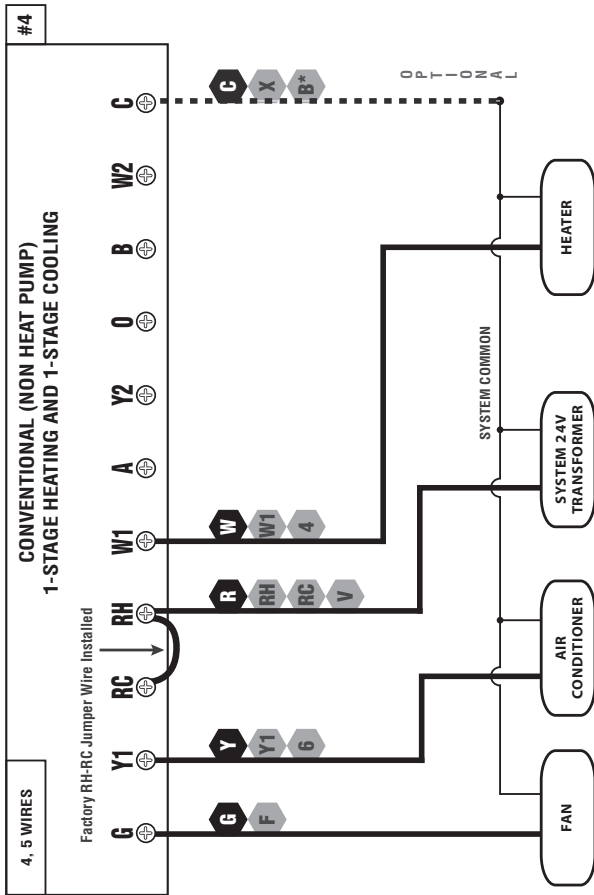 4, 5 WIRES
#4
CONVENTIONAL (NON HEAT PUMP)
1-STAGE HEATING AND 1-STAGE COOLING
Factory RH-RC Jumper Wire Installed
G Y1 RC RH W1 A Y2 O B W2 C
G Y R W C
F Y1 RH W1 X
6 RC 4 B*
V
OPTIONAL
SYSTEM COMMON
FAN
AIR
CONDITIONER
SYSTEM 24V
TRANSFORMER
HEATER